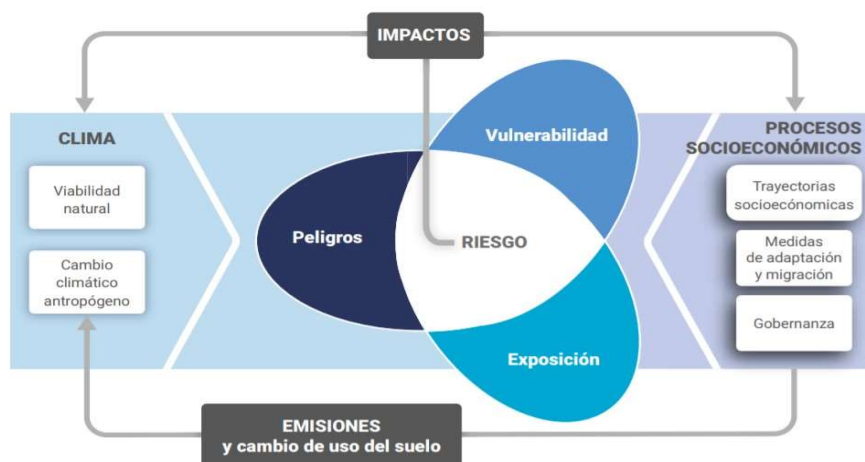 IMPACTOS
CLIMA
Viabilidad
natural
Cambio
climático
antropógeno
Peligros
Vulnerabilidad
RIESGO
Exposición
PROCESOS
SOCIOECONÓMICOS
Trayectorias
socioecónomicas
Medidas
de adaptación
y migración
Gobernanza
EMISIONES
y cambio de uso del suelo